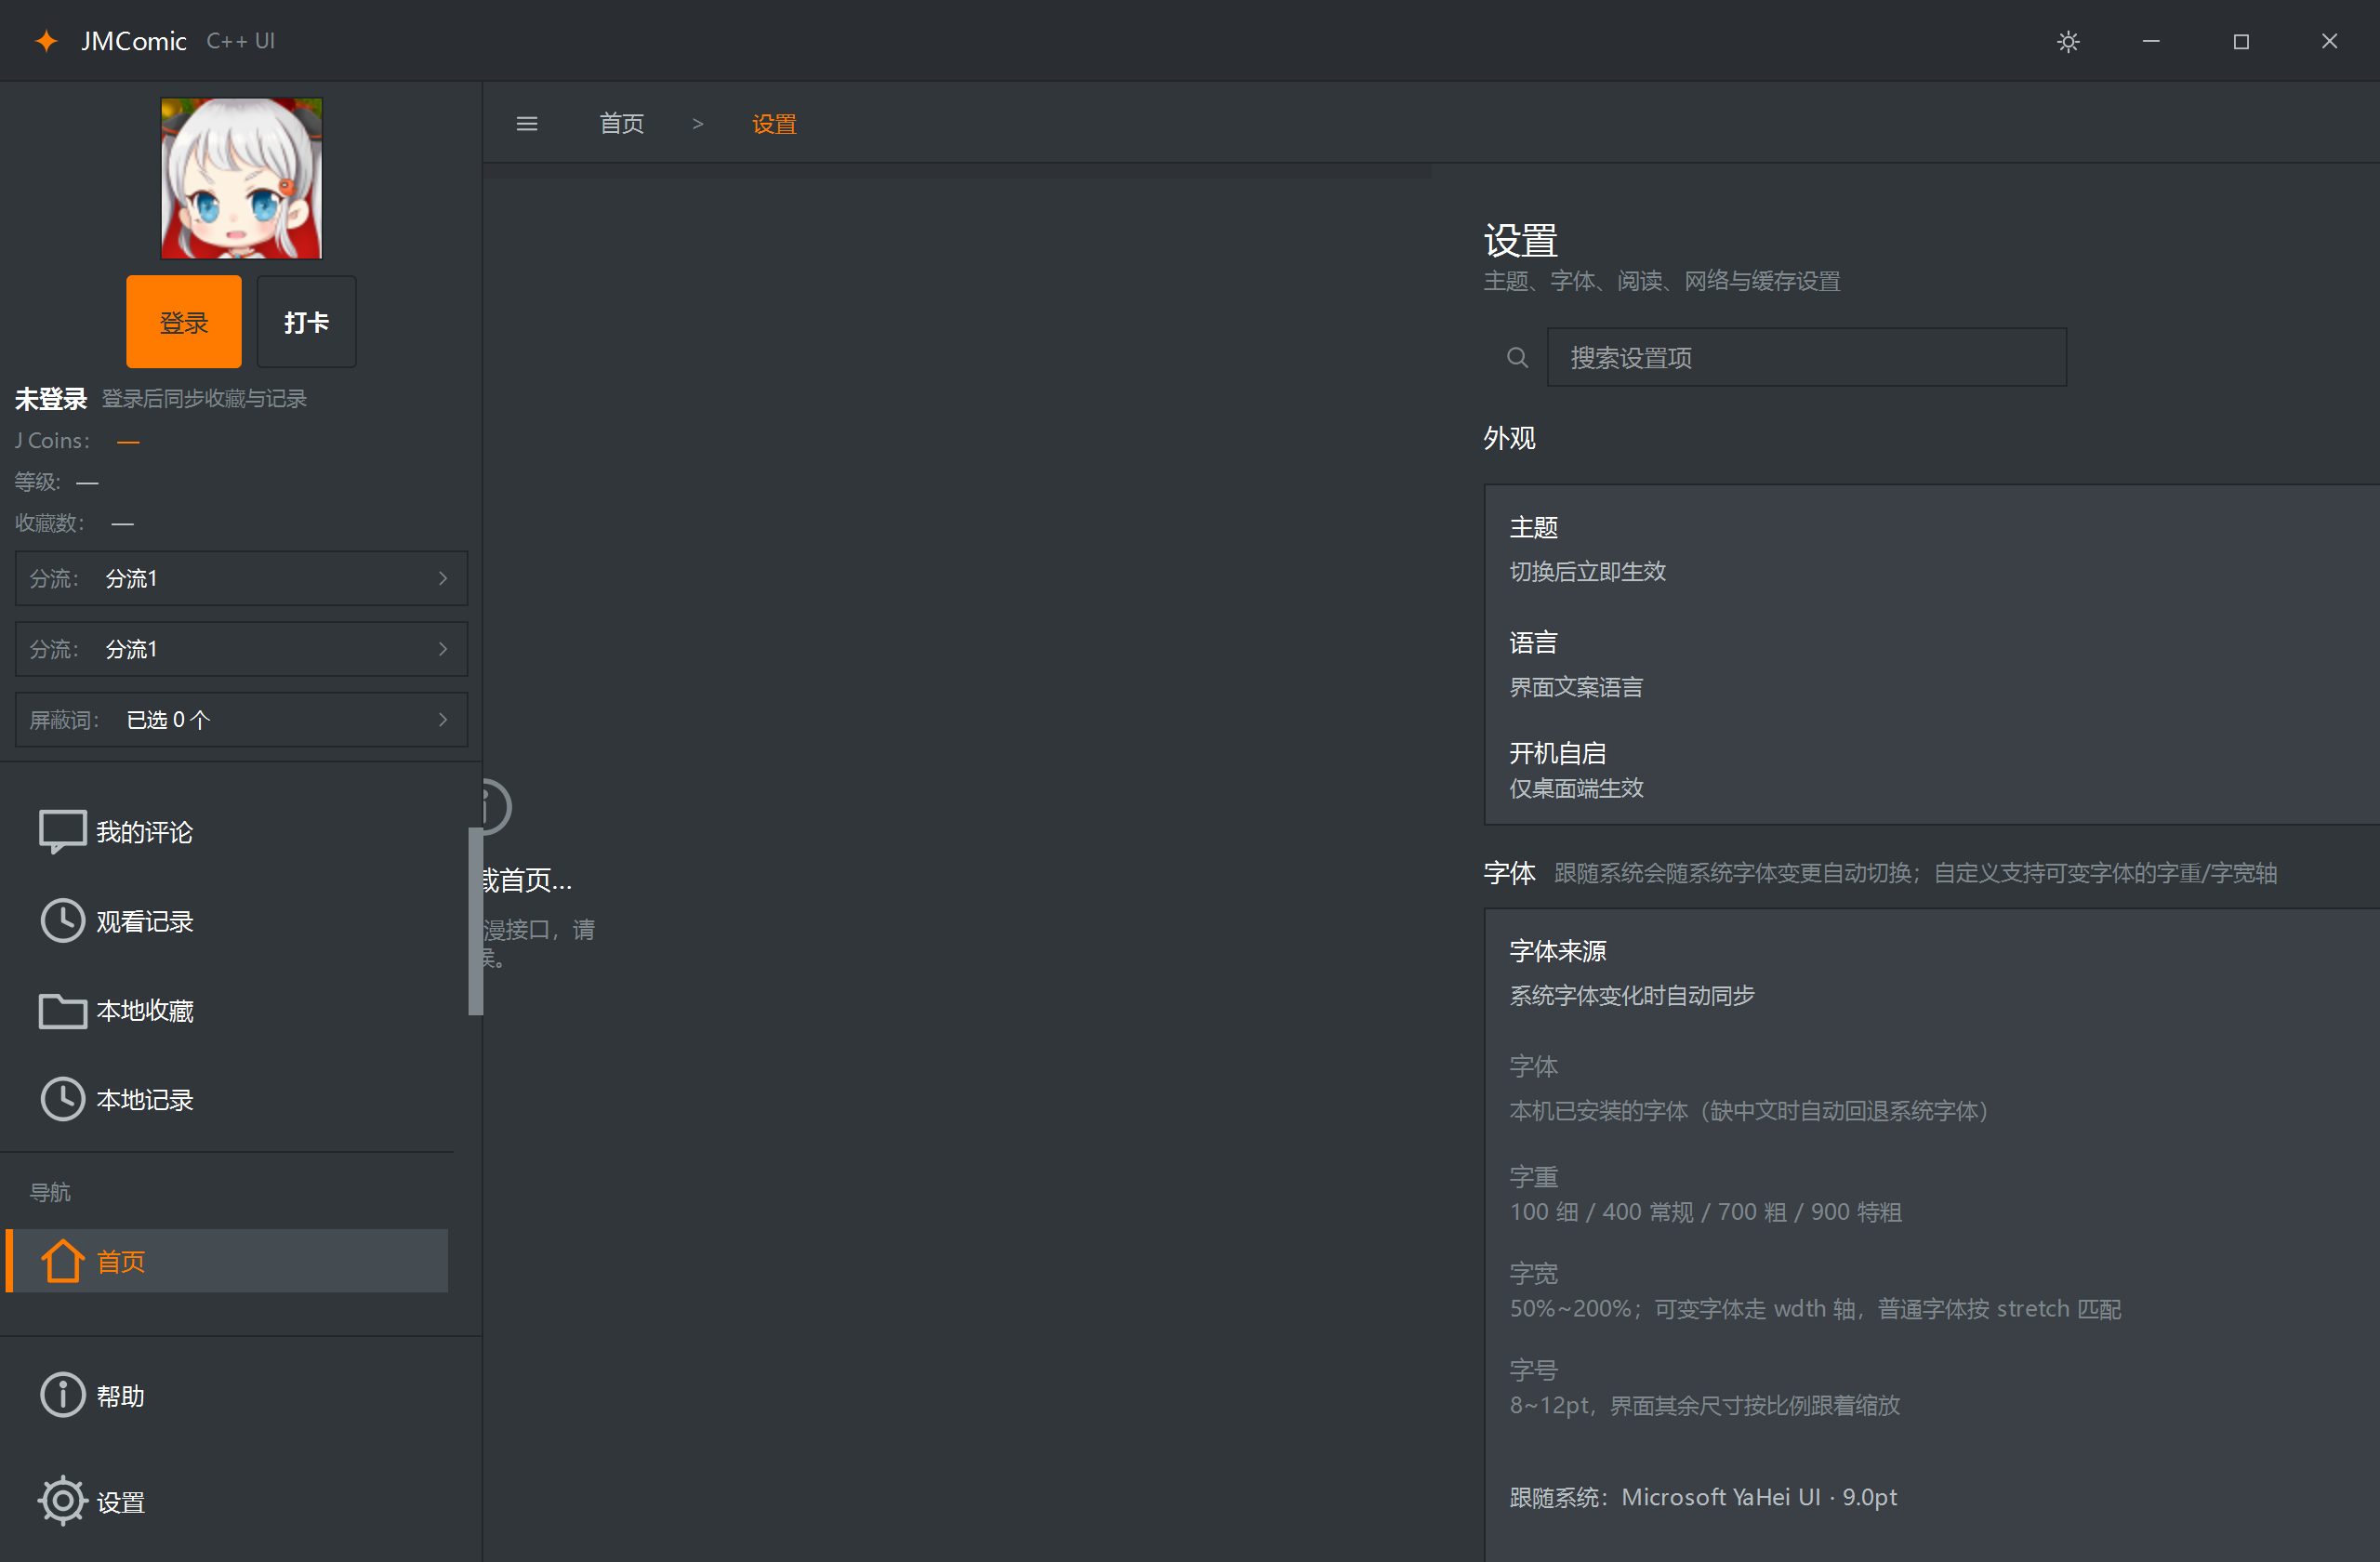 JMComic C++ UI
首页 > 设置
登录 打卡
未登录 登录后同步收藏与记录
J Coins: —
等级: —
收藏数: —
分流: 分流1
分流: 分流1
屏蔽词: 已选 0 个
我的评论
观看记录
本地收藏
本地记录
导航
首页
帮助
设置
载首页...
漫接口，请
候。
设置
主题、字体、阅读、网络与缓存设置
搜索设置项
外观
主题
切换后立即生效
语言
界面文案语言
开机自启
仅桌面端生效
字体 跟随系统会随系统字体变更自动切换；自定义支持可变字体的字重/字宽轴
字体来源
系统字体变化时自动同步
字体
本机已安装的字体（缺中文时自动回退系统字体）
字重
100 细 / 400 常规 / 700 粗 / 900 特粗
字宽
50%~200%；可变字体走 wdth 轴，普通字体按 stretch 匹配
字号
8~12pt，界面其余尺寸按比例跟着缩放
跟随系统：Microsoft YaHei UI · 9.0pt